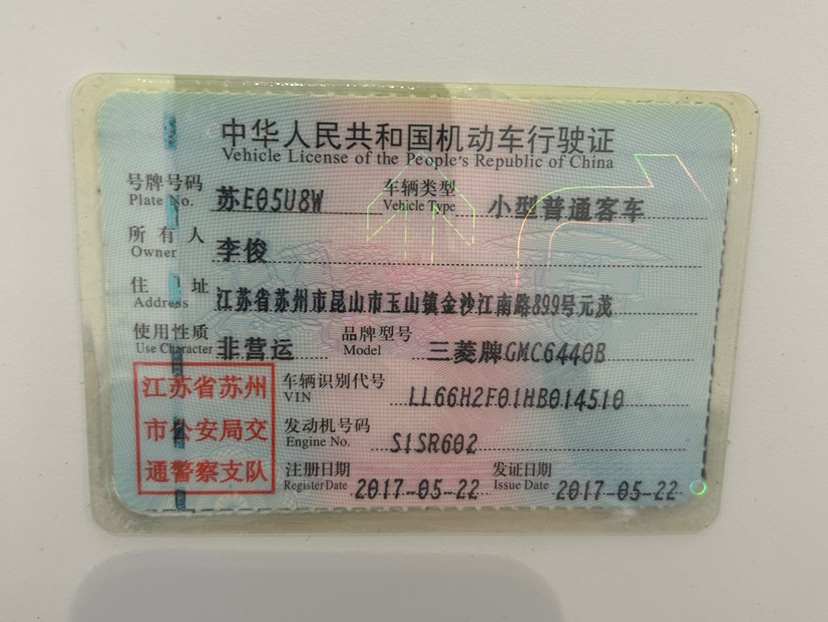 中华人民共和国机动车行驶证
Vehicle License of the People's Republic of China
号牌号码 苏E05U8W 车辆类型 小型普通客车
Plate No. Vehicle Type
所有人 李俊
Owner
住址 江苏省苏州市昆山市玉山镇金沙江南路899号元茂
Address
使用性质 非营运 品牌型号 三菱牌GMC6440B
Use Character Model
江苏省苏州
市公安局交
通警察支队
车辆识别代号 LL66H2F01HB014510
VIN
发动机号码 S1SR602
Engine No.
注册日期 2017-05-22 发证日期 2017-05-22
Register Date Issue Date